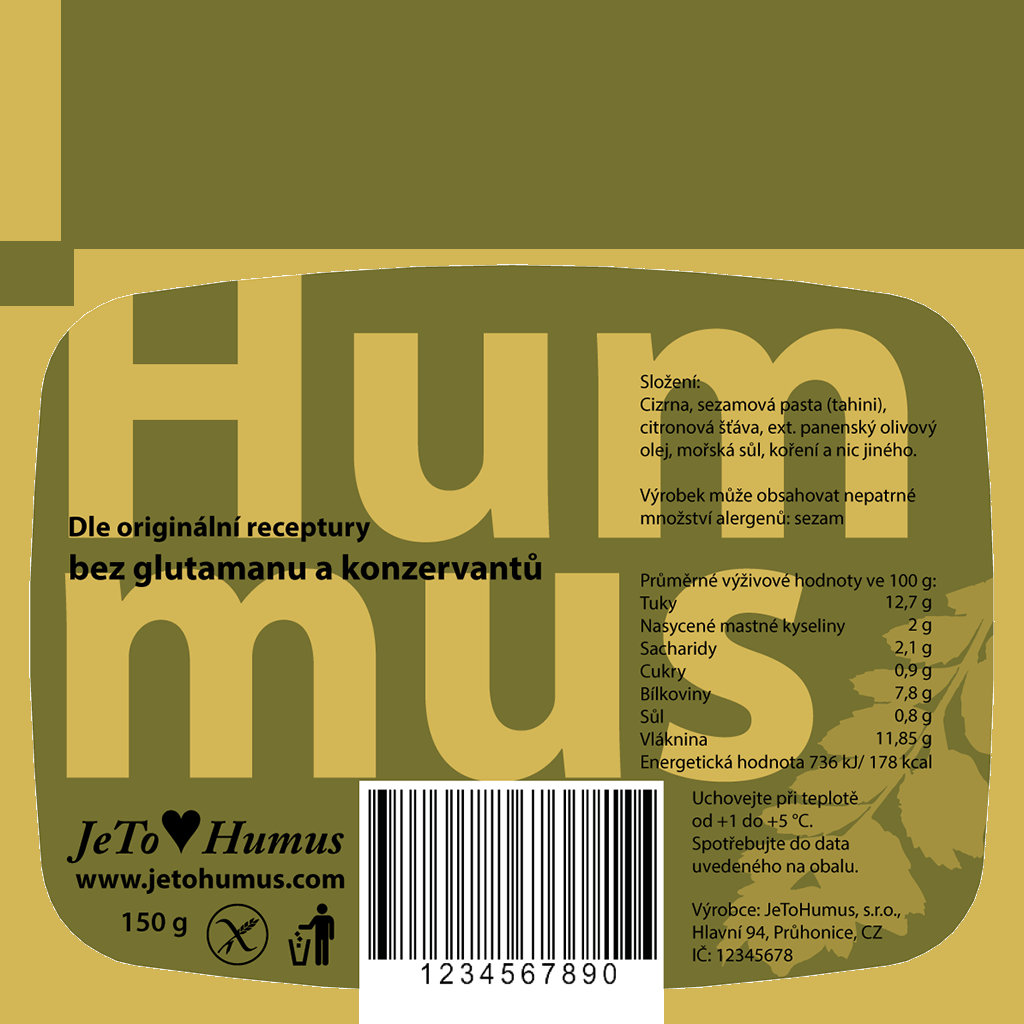 Hum
mus
Dle originální receptury
bez glutamanu a konzervantů
Složení:
Cizrna, sezamová pasta (tahini),
citronová šťáva, ext. panenský olivový
olej, mořská sůl, koření a nic jiného.
Výrobek může obsahovat nepatrné
množství alergenů: sezam
Průměrné výživové hodnoty ve 100 g:
Tuky 12,7 g
Nasycené mastné kyseliny 2 g
Sacharidy 2,1 g
Cukry 0,9 g
Bílkoviny 7,8 g
Sůl 0,8 g
Vláknina 11,85 g
Energetická hodnota 736 kJ/ 178 kcal
JeTo♥Humus
www.jetohumus.com
150 g
1234567890
Uchovejte při teplotě
od +1 do +5 °C.
Spotřebujte do data
uvedeného na obalu.
Výrobce: JeToHumus, s.r.o.,
Hlavní 94, Průhonice, CZ
IČ: 12345678